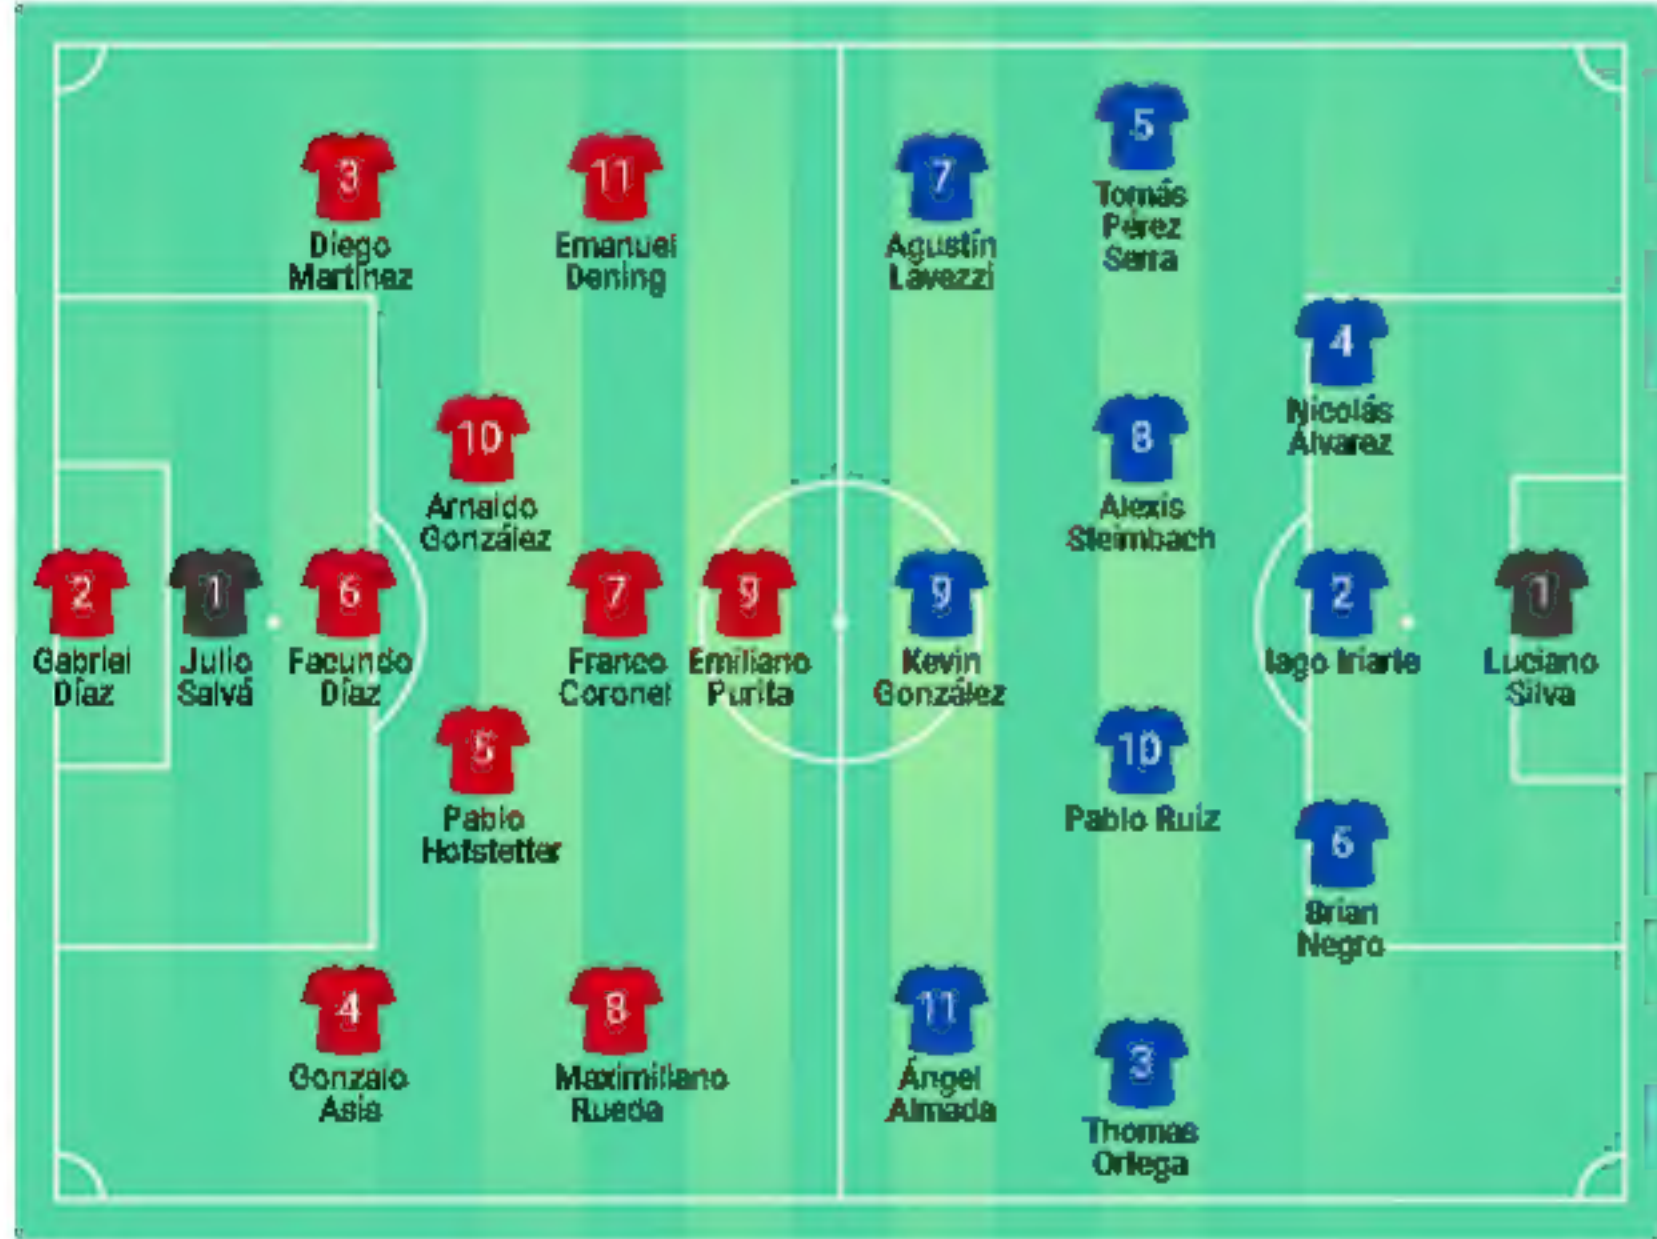 3
Diego
Martínez
11
Emanuel
Dening
7
Agustín
Lavezzi
5
Tomás
Pérez
Serra
10
Arnaldo
González
8
Alexis
Steimbach
4
Nicolás
Álvarez
2
Gabriel
Díaz
1
Julio
Salvá
6
Facundo
Díaz
7
Franco
Coronel
9
Emiliano
Purita
9
Kevin
González
2
Iago Iriarte
1
Luciano
Silva
5
Pablo
Hofstetter
10
Pablo Ruiz
6
Brian
Negro
4
Gonzalo
Asis
8
Maximiliano
Rueda
11
Ángel
Almada
3
Thomas
Ortega